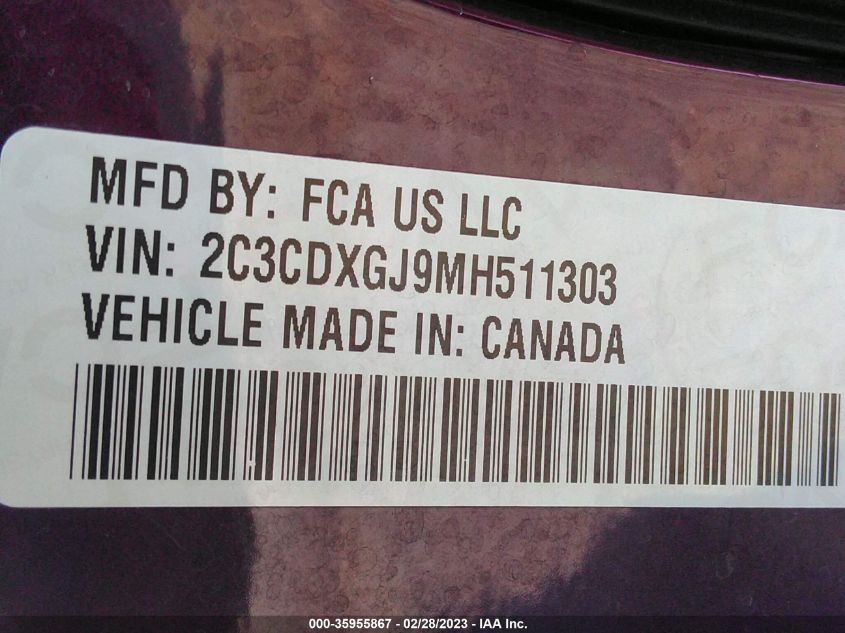 MFD BY: FCA US LLC
VIN: 2C3CDXGJ9MH511303
VEHICLE MADE IN: CANADA
000-35955867 - 02/28/2023 - IAA Inc.